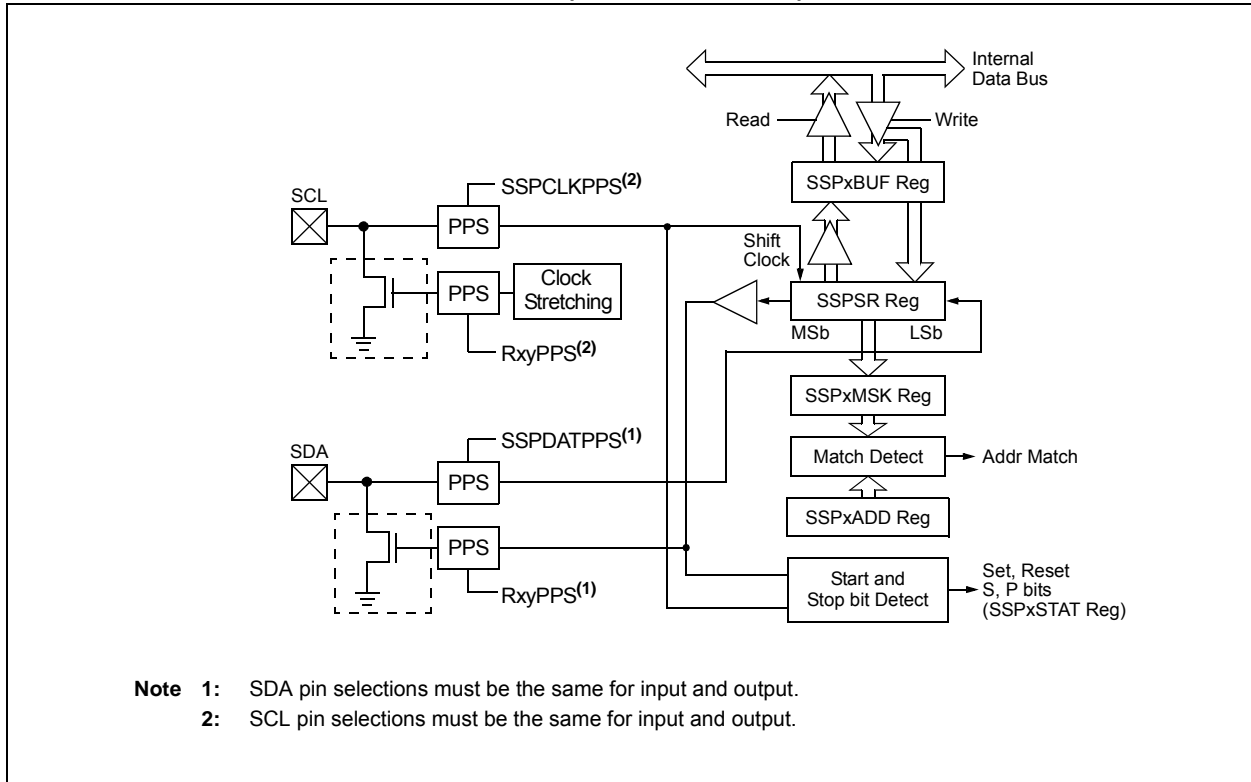 Internal
Data Bus
Read
Write
SSPxBUF Reg
SSPCLKPPS(2)
SCL
PPS
Shift
Clock
Clock
Stretching
PPS
SSPSR Reg
MSb
LSb
RxyPPS(2)
SSPxMSK Reg
SSPDATPPS(1)
SDA
Match Detect
Addr Match
PPS
SSPxADD Reg
PPS
Start and
Stop bit Detect
Set, Reset
S, P bits
(SSPxSTAT Reg)
RxyPPS(1)
Note 1: SDA pin selections must be the same for input and output.
2: SCL pin selections must be the same for input and output.